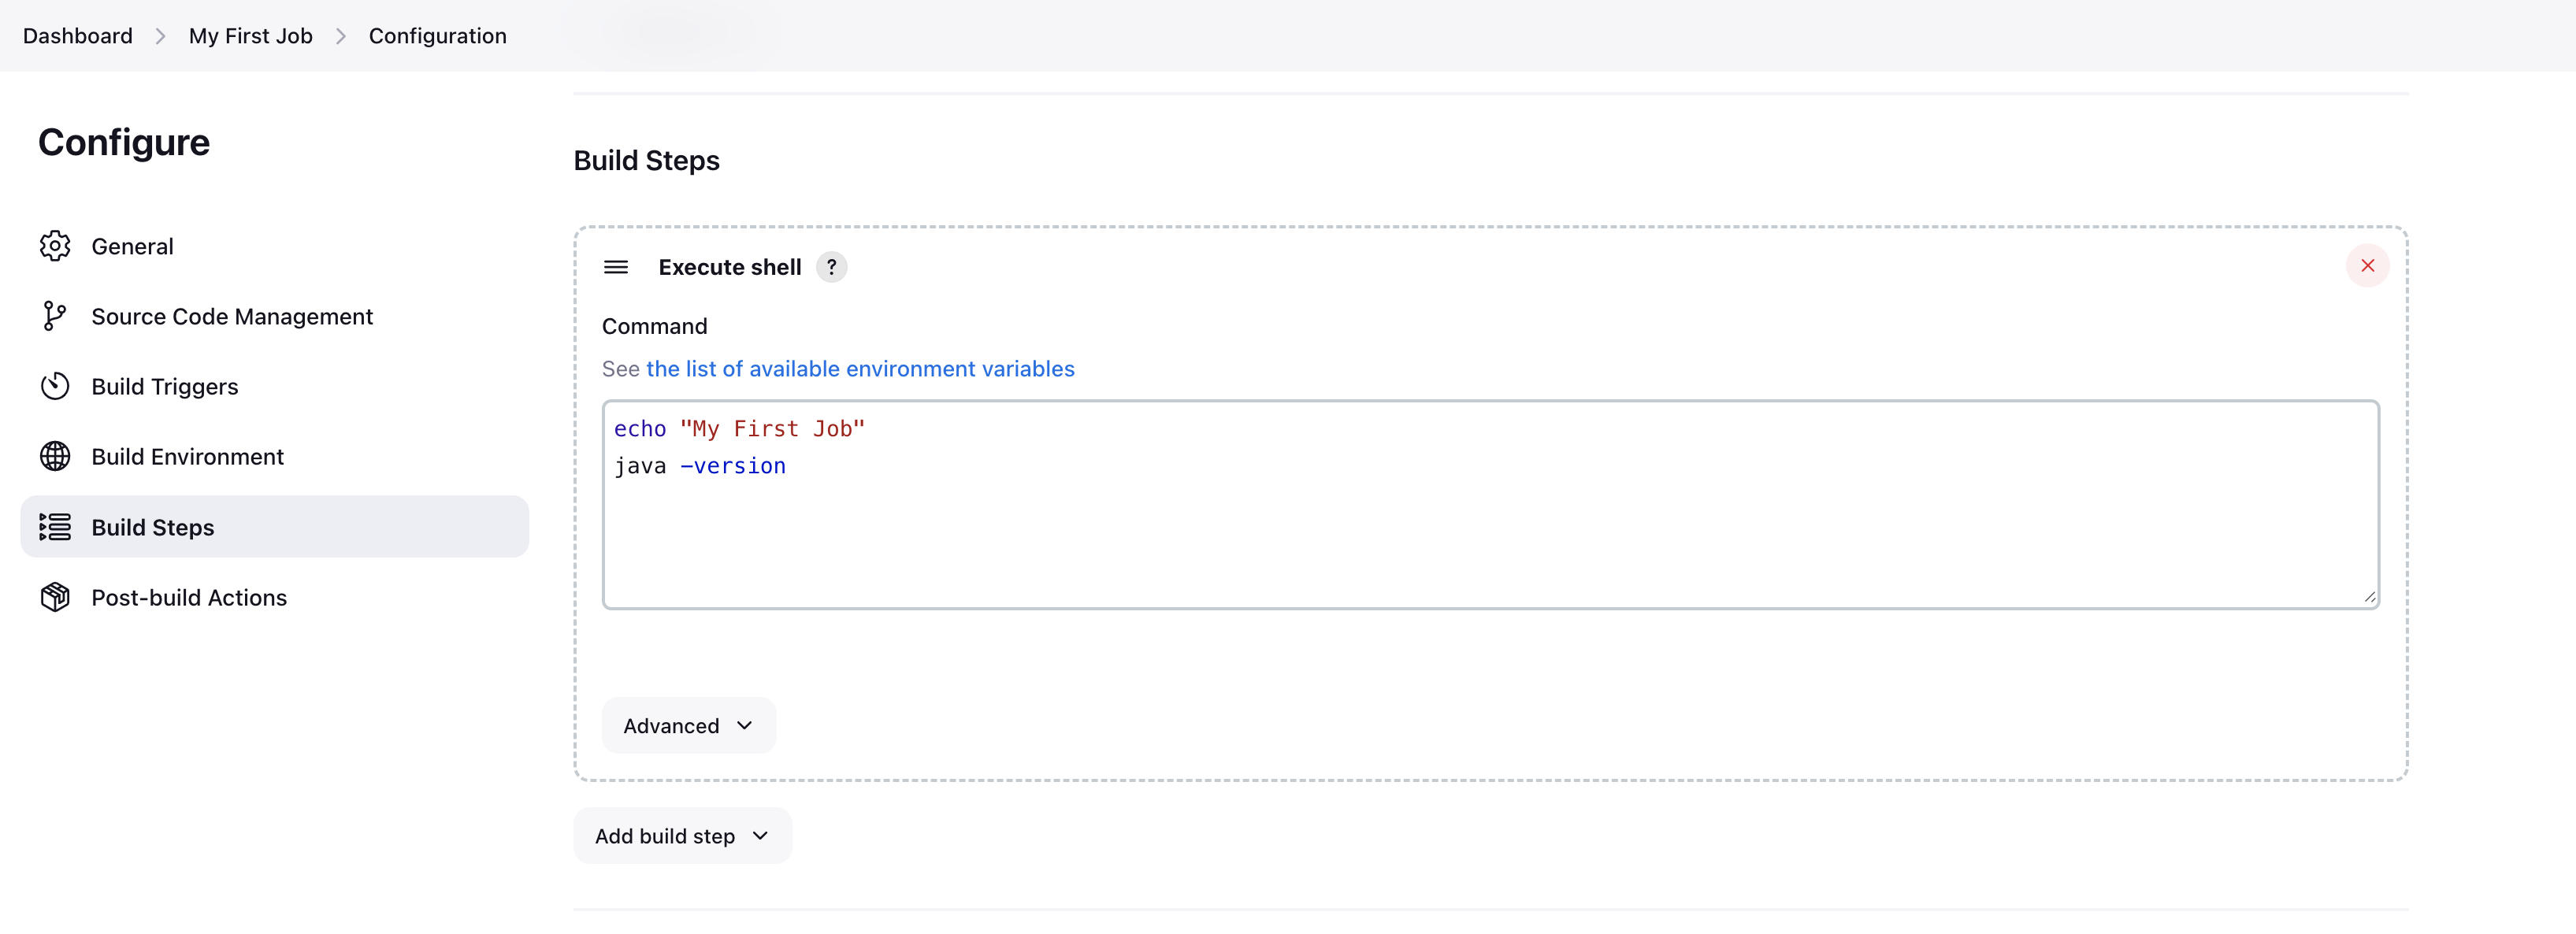 Dashboard > My First Job > Configuration
Configure
General
Source Code Management
Build Triggers
Build Environment
Build Steps
Post-build Actions
Build Steps
Execute shell ?
Command
See the list of available environment variables
echo "My First Job"
java -version
Advanced
Add build step